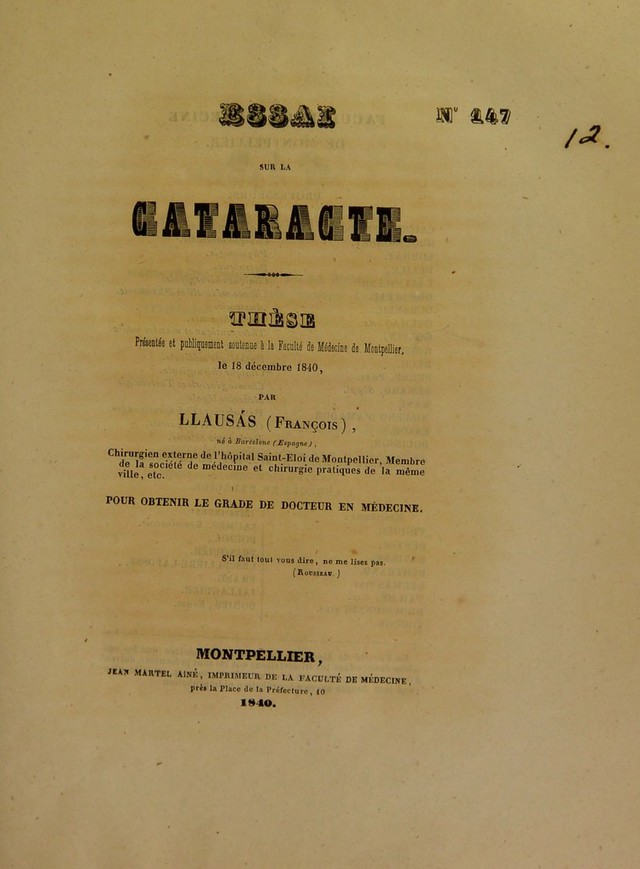 ESSAI
N° 147
12.
SUR LA
CATARACTE.
THÈSE
Présentée et publiquement soutenue à la Faculté de Médecine de Montpellier,
le 18 décembre 1840,
PAR
LLAUSÁS (FRANÇOIS),
né à Barcelone (Espagne),
Chirurgien externe de l'hôpital Saint-Eloi de Montpellier, Membre
de la société de médecine et chirurgie pratiques de la même
ville, etc.
POUR OBTENIR LE GRADE DE DOCTEUR EN MÉDECINE.
S'il faut tout vous dire, ne me lisez pas.
(ROUSSEAU.)
MONTPELLIER,
JEAN MARTEL AÎNÉ, IMPRIMEUR DE LA FACULTÉ DE MÉDECINE,
près la Place de la Préfecture, 10
1840.